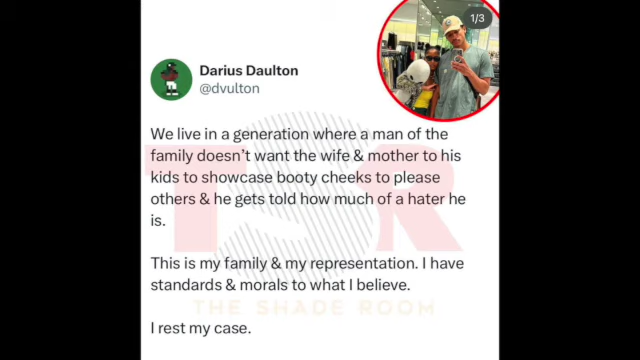 1/3
Darius Daulton
@dvulton
We live in a generation where a man of the
family doesn't want the wife & mother to his
kids to showcase booty cheeks to please
others & he gets told how much of a hater he
is.
This is my family & my representation. I have
standards & morals to what I believe.
THE SHADE ROOM
I rest my case.
TSR